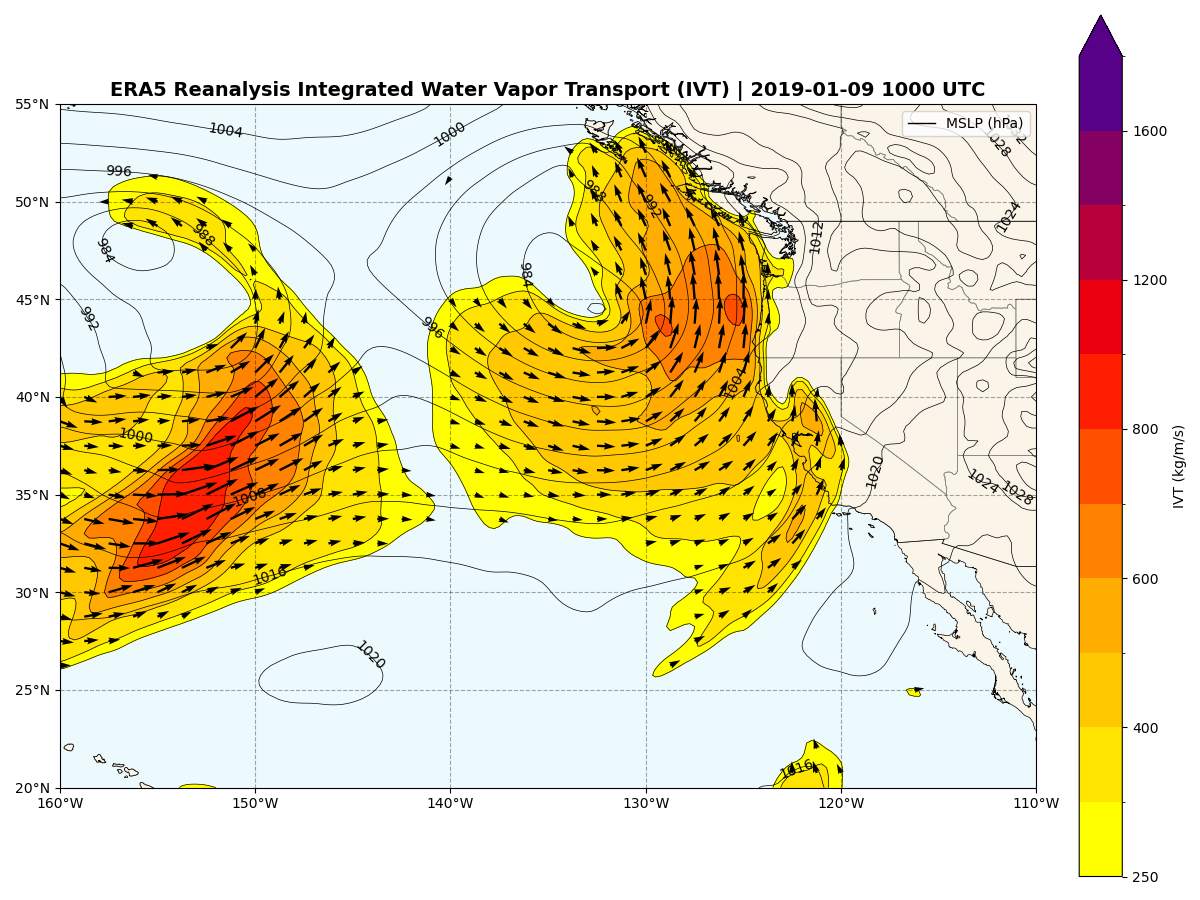 ERA5 Reanalysis Integrated Water Vapor Transport (IVT) | 2019-01-09 1000 UTC
MSLP (hPa)
55°N
50°N
45°N
40°N
35°N
30°N
25°N
20°N
160°W
150°W
140°W
130°W
120°W
110°W
1004
1000
996
988
984
992
1000
1008
1016
1020
996
984
988
992
1004
1012
1020
1024
1028
1024
1028
1016
1600
1200
800
600
400
250
IVT (kg/m/s)